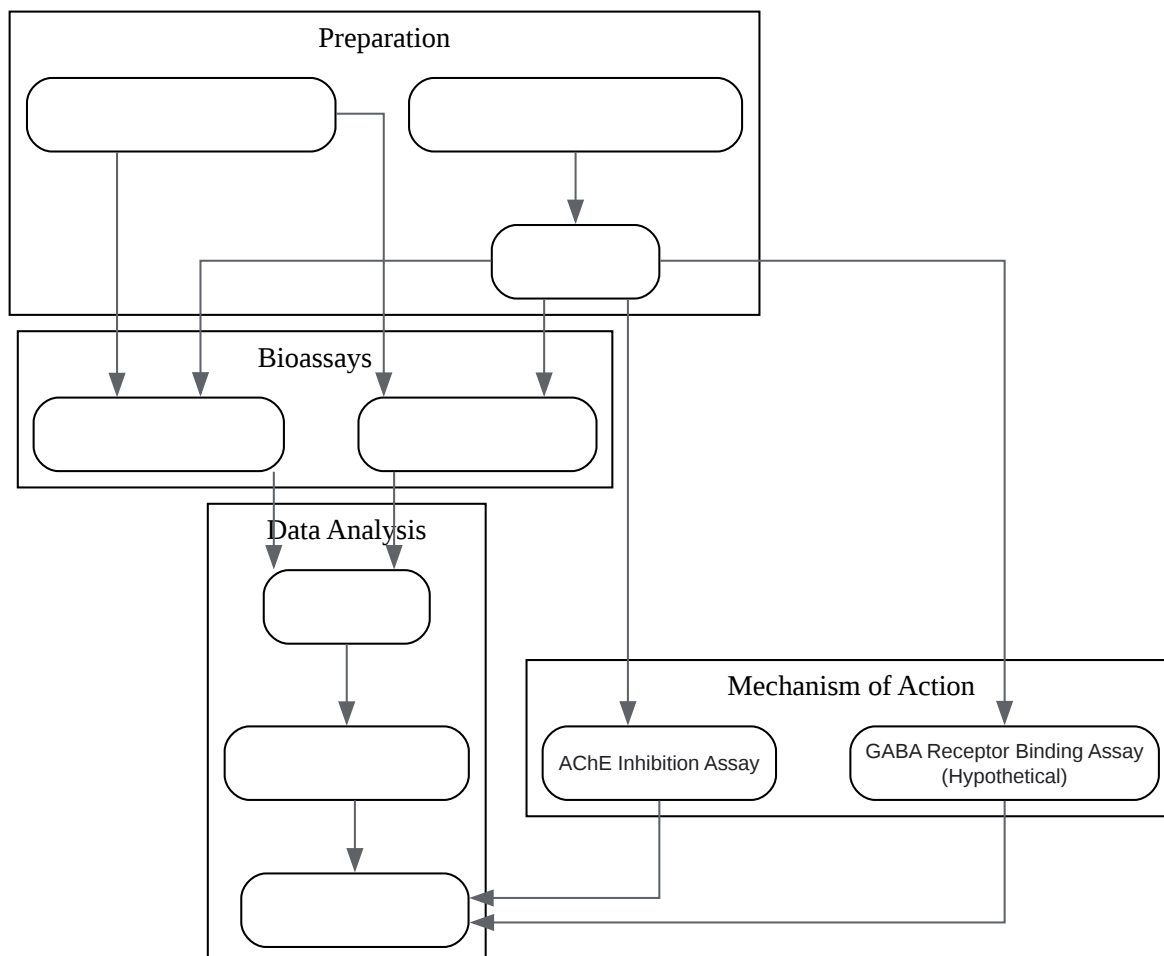 Preparation
Bioassays
Data Analysis
Mechanism of Action
AChE Inhibition Assay
GABA Receptor Binding Assay
(Hypothetical)